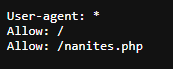 User-agent: *
Allow: /
Allow: /nanites.php